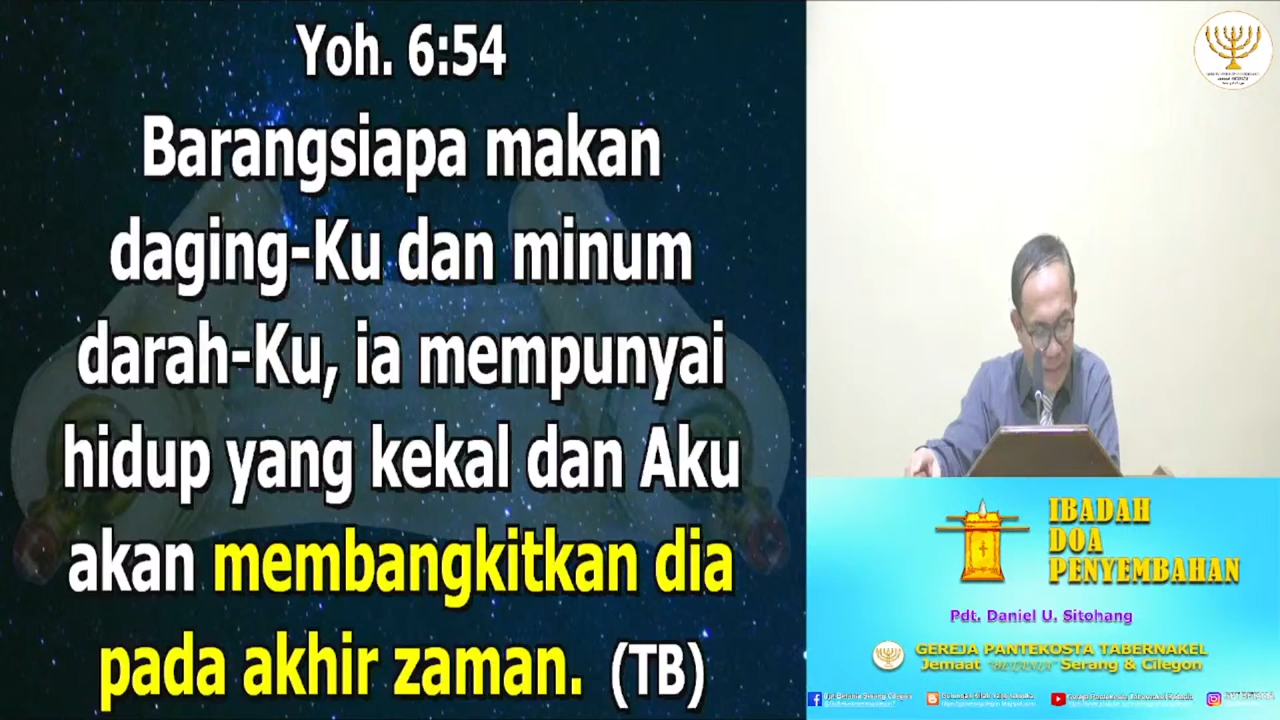 Yoh. 6:54
Barangsiapa makan
daging-Ku dan minum
darah-Ku, ia mempunyai
hidup yang kekal dan Aku
akan membangkitkan dia
pada akhir zaman. (TB)
IBADAH
DOA
PENYEMBAHAN
Pdt. Daniel U. Sitohang
GEREJA PANTEKOSTA TABERNAKEL
Jemaat "BETANIA" Serang & Cilegon